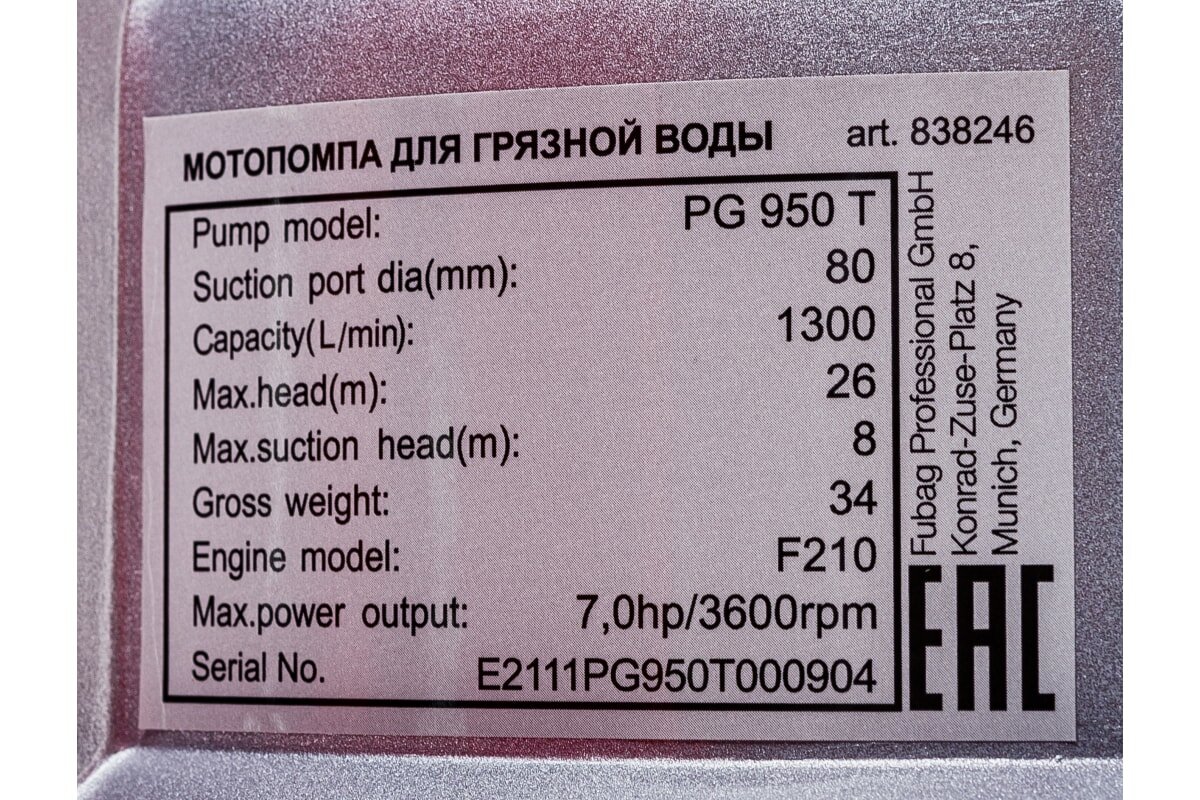 МОТОПОМПА ДЛЯ ГРЯЗНОЙ ВОДЫ art. 838246
Pump model: PG 950 T
Suction port dia(mm): 80
Capacity(L/min): 1300
Max.head(m): 26
Max.suction head(m): 8
Gross weight: 34
Engine model: F210
Max.power output: 7,0hp/3600rpm
Serial No. E2111PG950T000904
Fubag Professional GmbH
Konrad-Zuse-Platz 8,
Munich, Germany
EAC